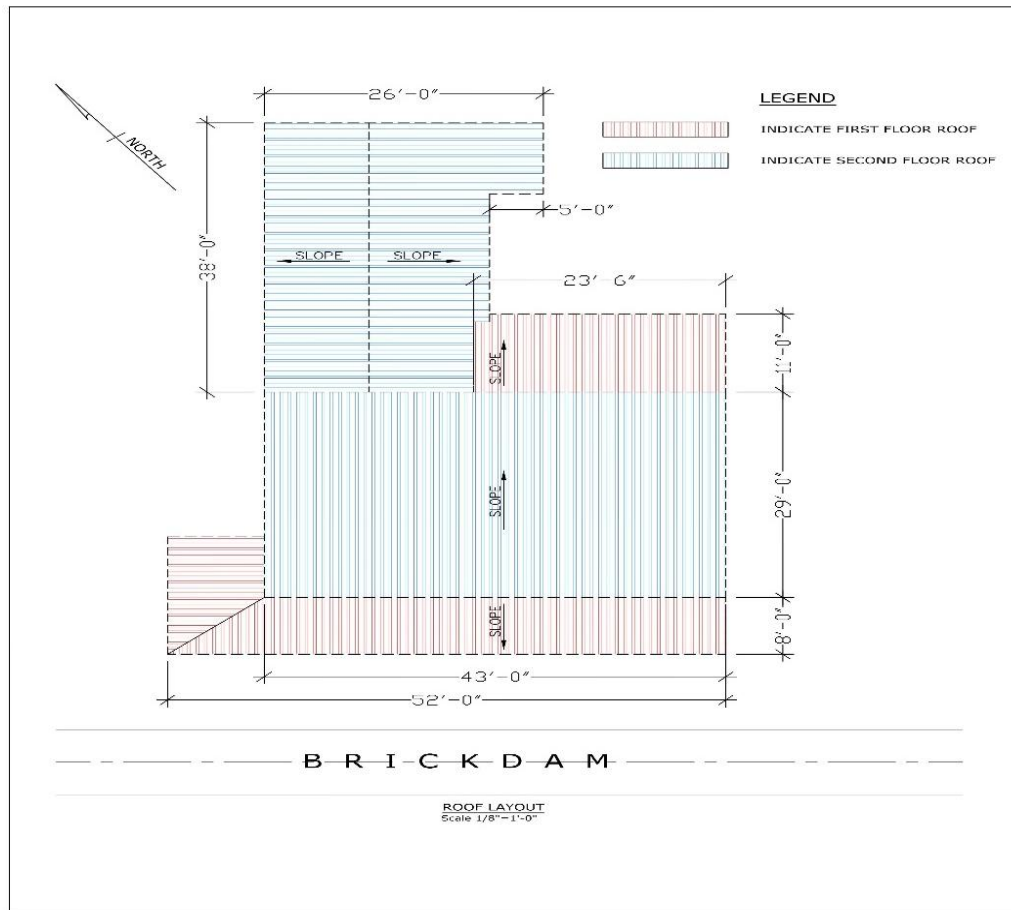 26'-0"
LEGEND
INDICATE FIRST FLOOR ROOF
NORTH
INDICATE SECOND FLOOR ROOF
5'-0"
38'-0"
SLOPE
SLOPE
23' 6"
SLOPE
11'-0"
SLOPE
29'-0"
SLOPE
8'-0"
43'-0"
52'-0"
BRICKDAM
ROOF LAYOUT
Scale 1/8"=1'-0"